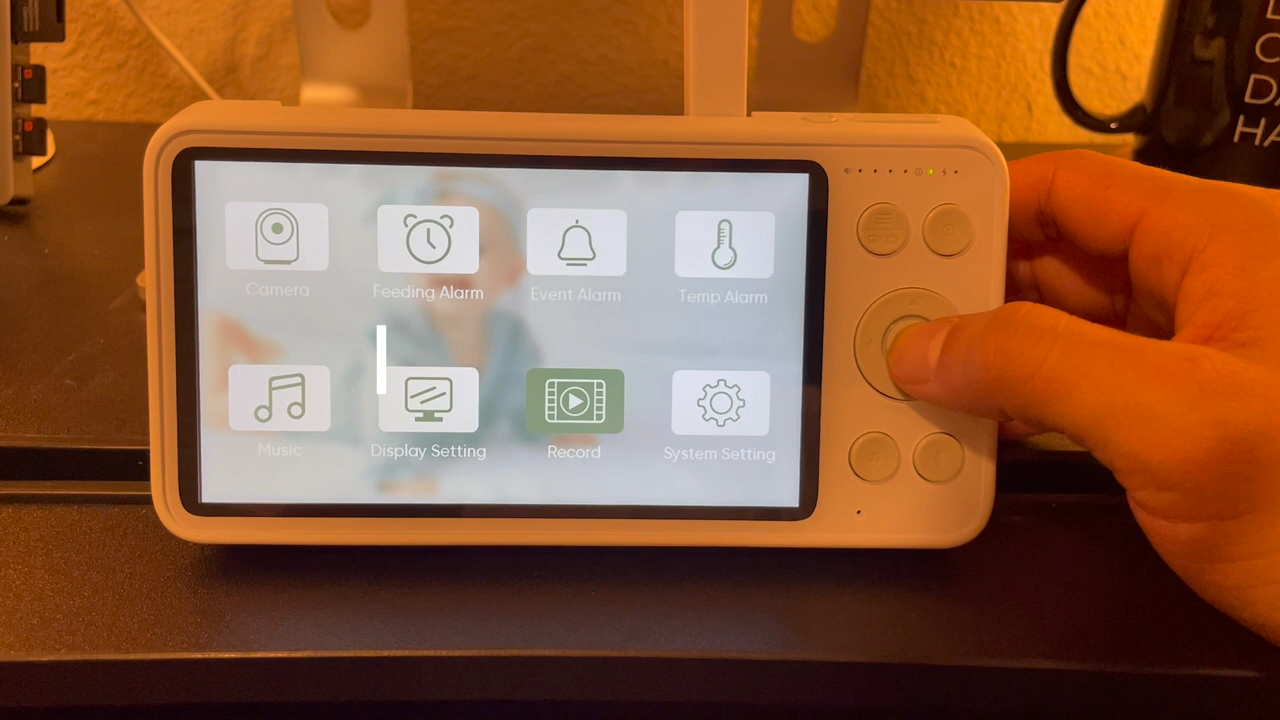 Camera
Feeding Alarm
Event Alarm
Temp Alarm
Music
Display Setting
Record
System Setting